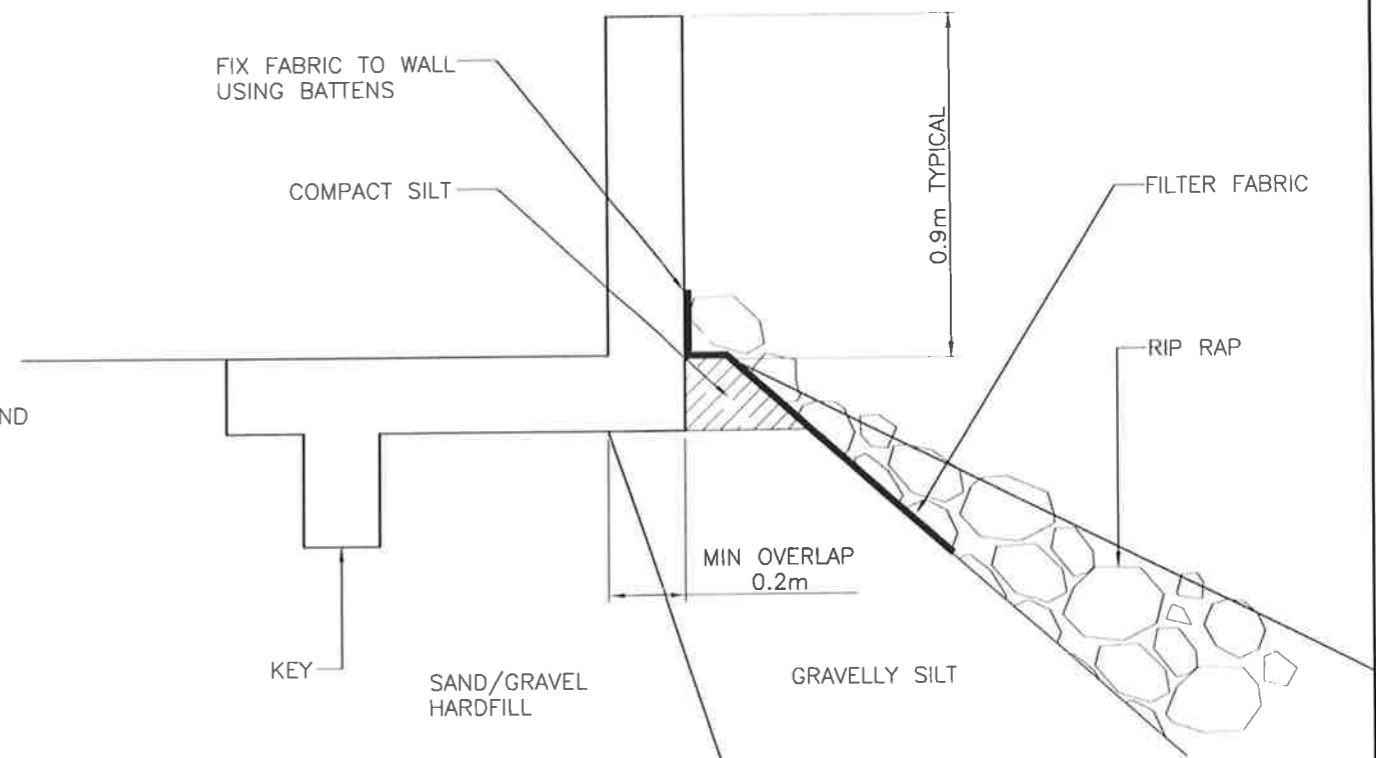 FIX FABRIC TO WALL
USING BATTENS
COMPACT SILT
0.9m TYPICAL
FILTER FABRIC
RIP RAP
MIN OVERLAP
0.2m
KEY
SAND/GRAVEL
HARDFILL
GRAVELLY SILT